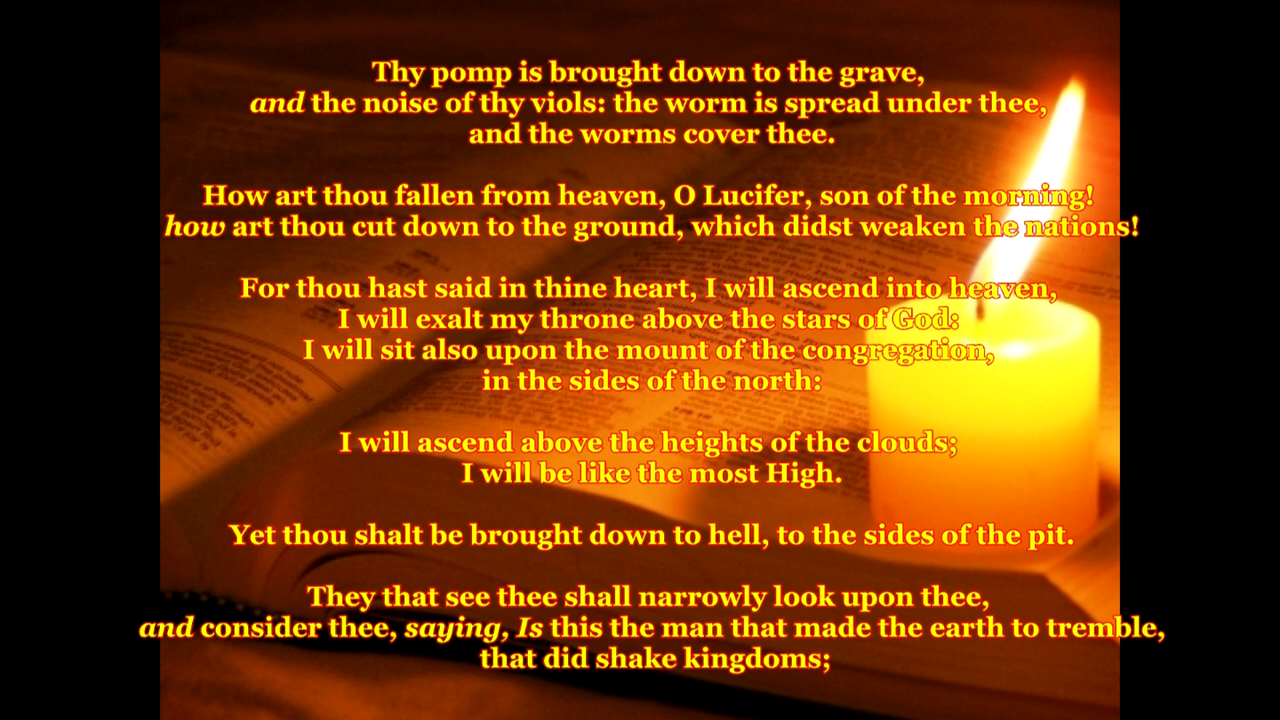 Thy pomp is brought down to the grave,
and the noise of thy viols: the worm is spread under thee,
and the worms cover thee.
How art thou fallen from heaven, O Lucifer, son of the morning!
how art thou cut down to the ground, which didst weaken the nations!
For thou hast said in thine heart, I will ascend into heaven,
I will exalt my throne above the stars of God:
I will sit also upon the mount of the congregation,
in the sides of the north:
I will ascend above the heights of the clouds;
I will be like the most High.
Yet thou shalt be brought down to hell, to the sides of the pit.
They that see thee shall narrowly look upon thee,
and consider thee, saying, Is this the man that made the earth to tremble,
that did shake kingdoms;